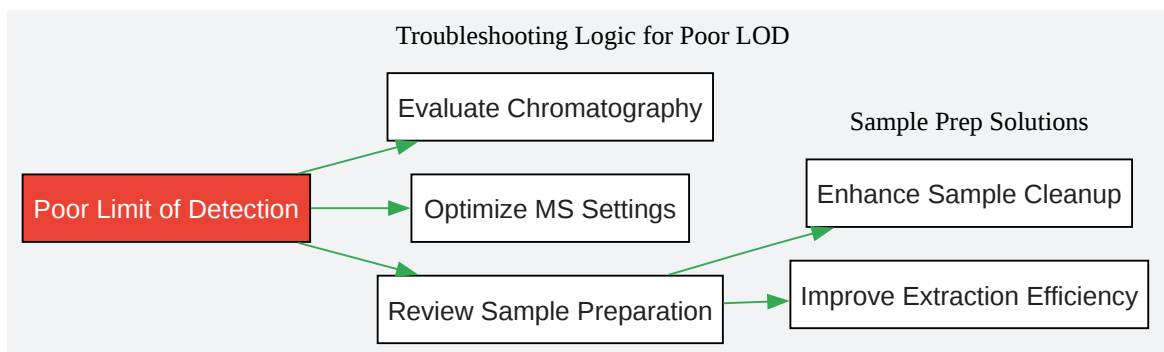 Troubleshooting Logic for Poor LOD
Evaluate Chromatography
Sample Prep Solutions
Poor Limit of Detection
Optimize MS Settings
Enhance Sample Cleanup
Review Sample Preparation
Improve Extraction Efficiency